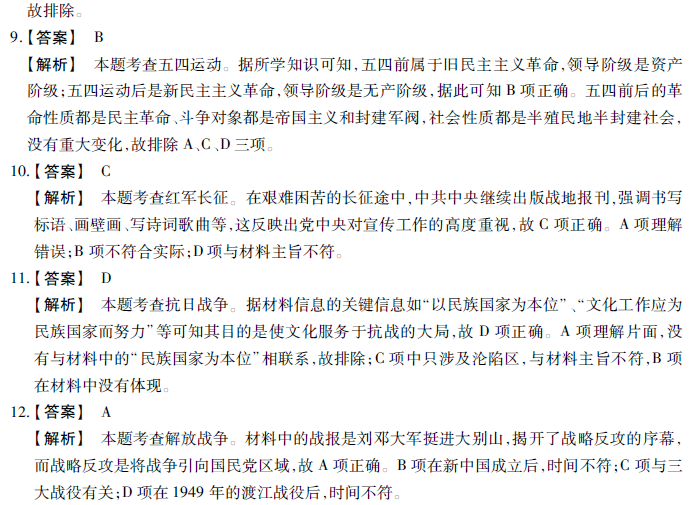 故排除。
9.【答案】 B
【解析】 本题考查五四运动。据所学知识可知,五四前属于旧民主主义革命,领导阶级是资产
阶级;五四运动后是新民主主义革命,领导阶级是无产阶级,据此可知 B 项正确。五四前后的革
命性质都是民主革命、斗争对象都是帝国主义和封建军阀,社会性质都是半殖民地半封建社会,
没有重大变化,故排除 A、C、D 三项。
10.【答案】 C
【解析】 本题考查红军长征。在艰难困苦的长征途中,中共中央继续出版战地报刊,强调书写
标语、画壁画、写诗词歌曲等,这反映出党中央对宣传工作的高度重视,故 C 项正确。A 项理解
错误;B 项不符合实际;D 项与材料主旨不符。
11.【答案】 D
【解析】 本题考查抗日战争。据材料信息的关键信息如“以民族国家为本位”、“文化工作应为
民族国家而努力”等可知其目的是使文化服务于抗战的大局,故 D 项正确。A 项理解片面,没
有与材料中的“民族国家为本位”相联系,故排除;C 项中只涉及沦陷区,与材料主旨不符,B 项
在材料中没有体现。
12.【答案】 A
【解析】 本题考查解放战争。材料中的战报是刘邓大军挺进大别山,揭开了战略反攻的序幕,
而战略反攻是将战争引向国民党区域,故 A 项正确。B 项在新中国成立后,时间不符;C 项与三
大战役有关;D 项在 1949 年的渡江战役后,时间不符。